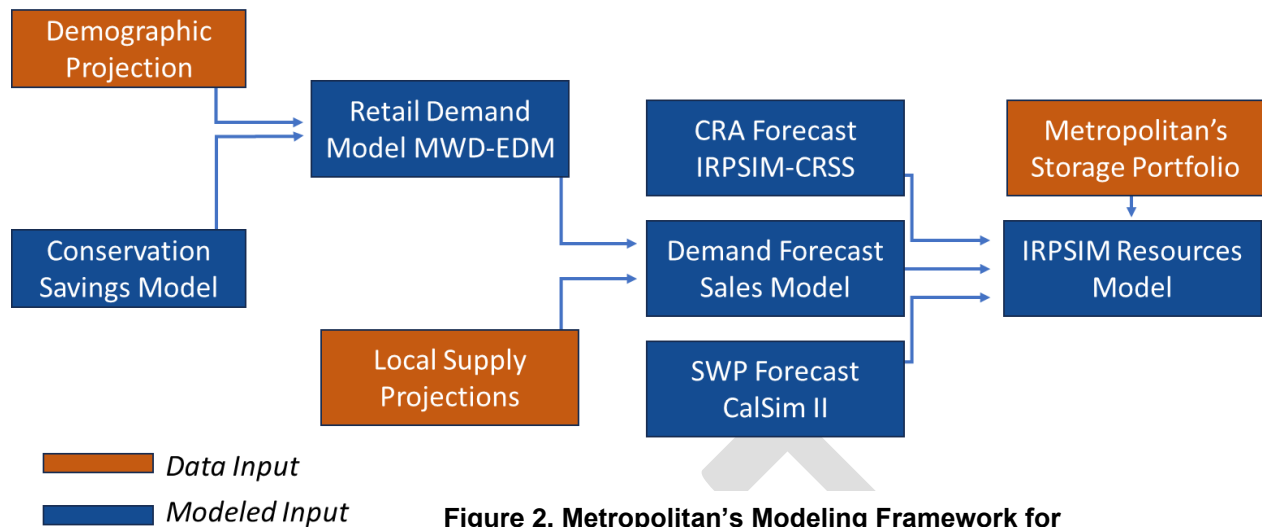 Demographic
Projection
Retail Demand
Model MWD-EDM
CRA Forecast
IRPSIM-CRSS
Metropolitan's
Storage Portfolio
Conservation
Savings Model
Demand Forecast
Sales Model
IRPSIM Resources
Model
Local Supply
Projections
SWP Forecast
CalSim II
Data Input
Modeled Input
Figure 2. Metropolitan's Modeling Framework for